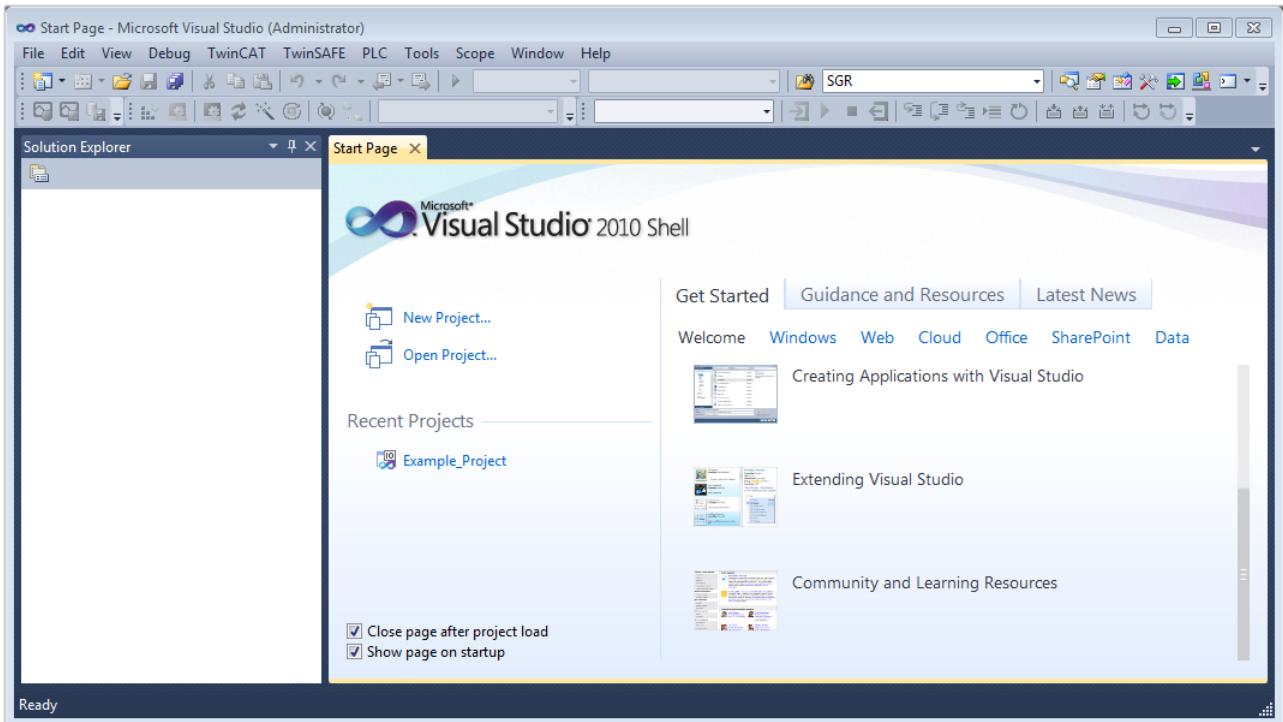 Start Page - Microsoft Visual Studio (Administrator)
File Edit View Debug TwinCAT TwinSAFE PLC Tools Scope Window Help
SGR
Solution Explorer
Start Page
Microsoft
Visual Studio 2010 Shell
New Project...
Open Project...
Recent Projects
Example_Project
Close page after project load
Show page on startup
Get Started Guidance and Resources Latest News
Welcome Windows Web Cloud Office SharePoint Data
Creating Applications with Visual Studio
Extending Visual Studio
Community and Learning Resources
Ready